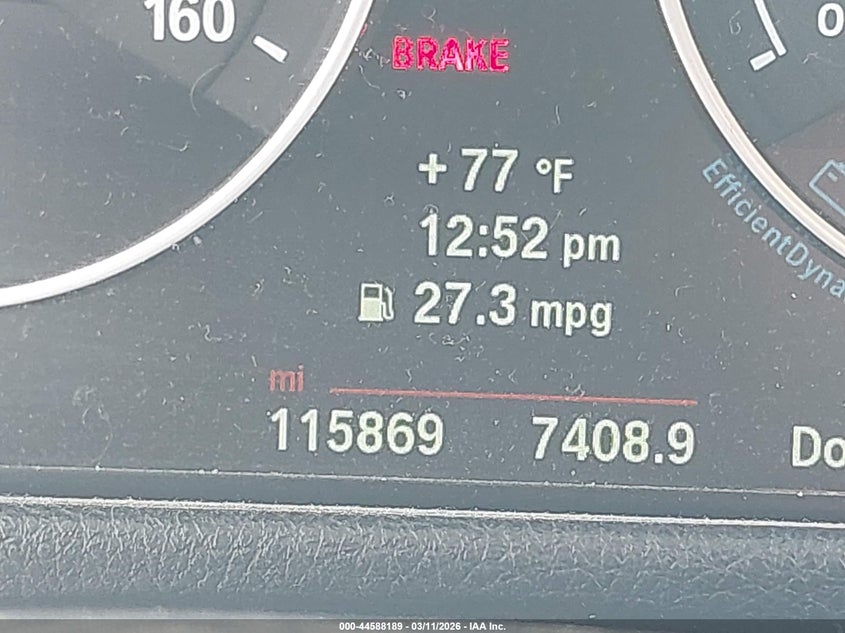 160
BRAKE
0
+ 77 °F
12:52 pm
27.3 mpg
EfficientDyna
mi
115869 7408.9 Do
000-44588189 - 03/11/2026 - IAA Inc.